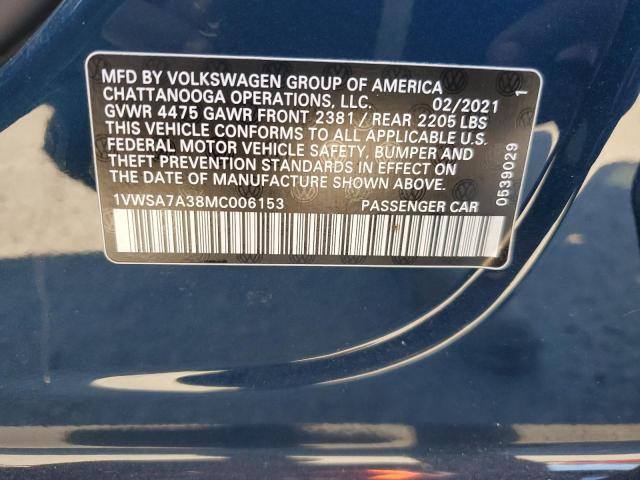 MFD BY VOLKSWAGEN GROUP OF AMERICA
CHATTANOOGA OPERATIONS, LLC. 02/2021 1
GVWR 4475 GAWR FRONT 2381 / REAR 2205 LBS
THIS VEHICLE CONFORMS TO ALL APPLICABLE U.S.
FEDERAL MOTOR VEHICLE SAFETY, BUMPER AND
THEFT PREVENTION STANDARDS IN EFFECT ON
THE DATE OF MANUFACTURE SHOWN ABOVE
1VWSA7A38MC006153 PASSENGER CAR
0539029